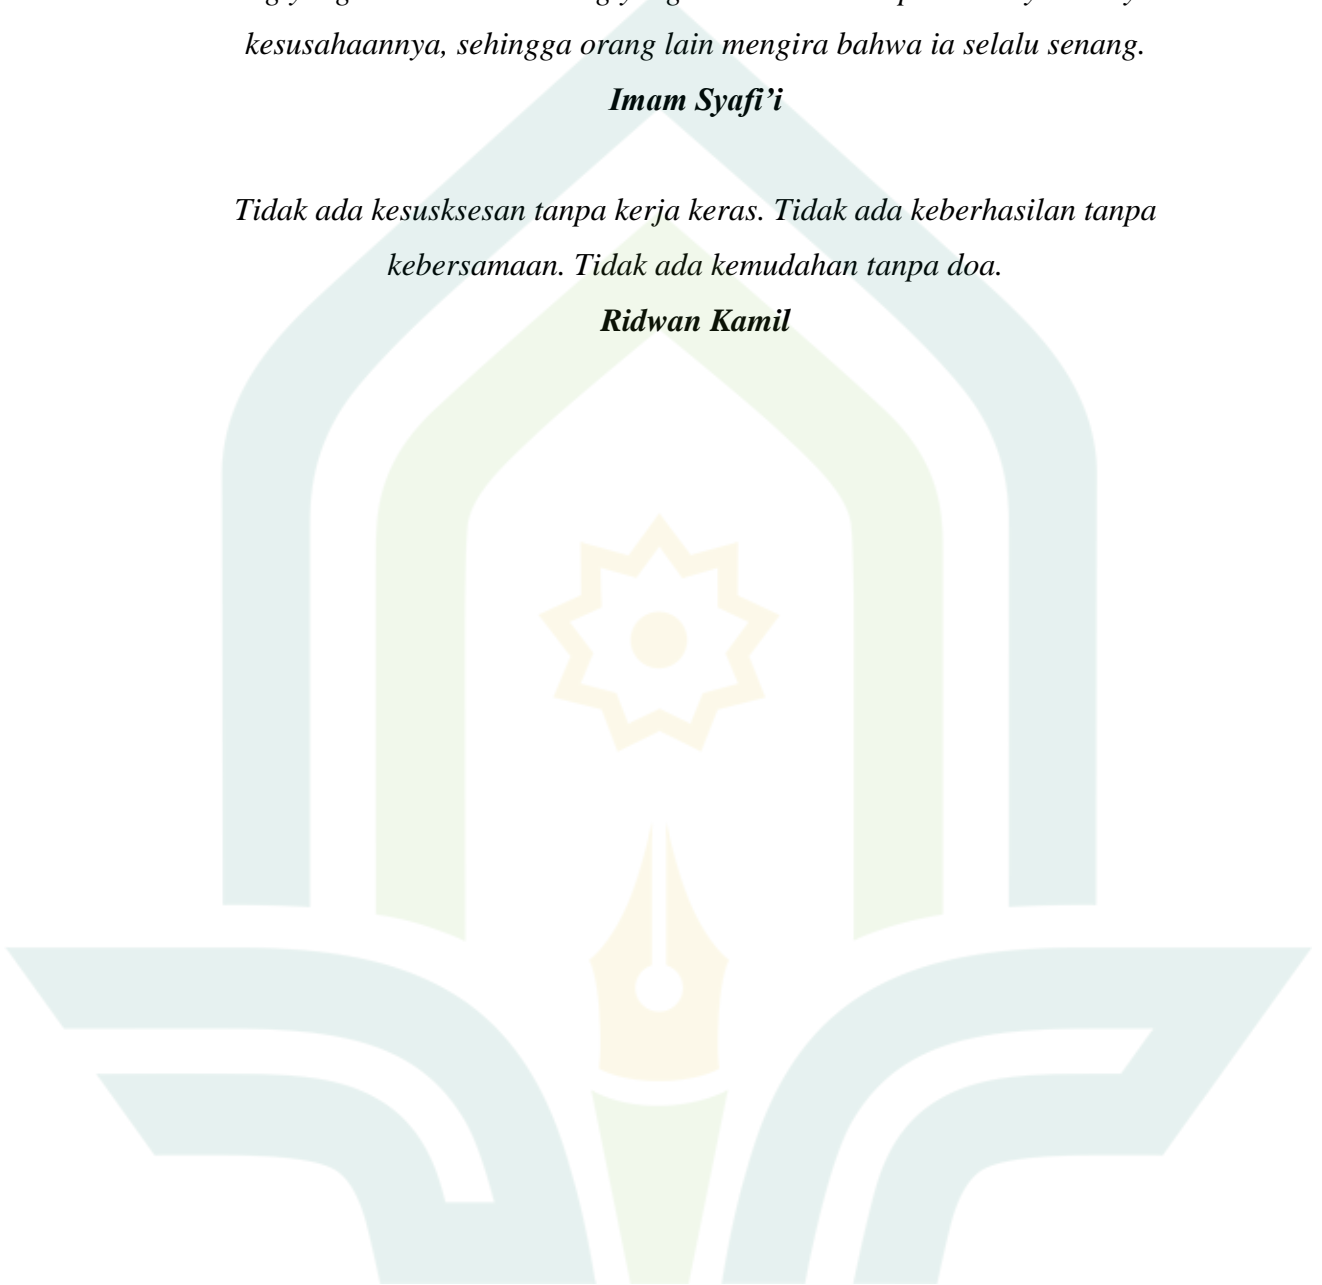 kesusahaannya, sehingga orang lain mengira bahwa ia selalu senang.
Imam Syafi’i
Tidak ada kesusksesan tanpa kerja keras. Tidak ada keberhasilan tanpa
kebersamaan. Tidak ada kemudahan tanpa doa.
Ridwan Kamil